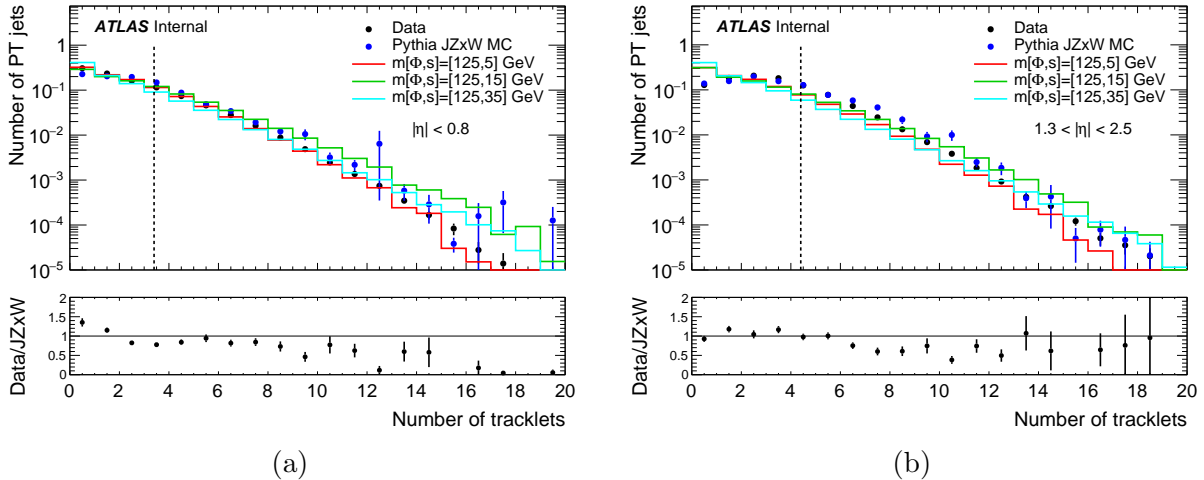 Number of PT jets
ATLAS Internal
Data
Pythia JZxW MC
m[Φ,s]=[125,5] GeV
m[Φ,s]=[125,15] GeV
m[Φ,s]=[125,35] GeV
|η| < 0.8
1
10⁻¹
10⁻²
10⁻³
10⁻⁴
10⁻⁵
Data/JZxW
2
1.5
1
0.5
0
0 2 4 6 8 10 12 14 16 18 20
Number of tracklets
(a)
Number of PT jets
ATLAS Internal
Data
Pythia JZxW MC
m[Φ,s]=[125,5] GeV
m[Φ,s]=[125,15] GeV
m[Φ,s]=[125,35] GeV
1.3 < |η| < 2.5
1
10⁻¹
10⁻²
10⁻³
10⁻⁴
10⁻⁵
Data/JZxW
2
1.5
1
0.5
0
0 2 4 6 8 10 12 14 16 18 20
Number of tracklets
(b)